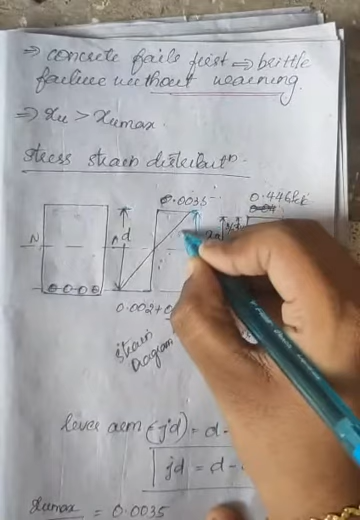 ⇒ concrete fails first ⇒ brittle
failure without warning.
⇒ xu > xumax.
stress strain distributⁿ
0.0035
0.446fck
N
d
0.002+
strain
Diagram
lever arm (jd) = d-
jd = d -
xumax = 0.0035